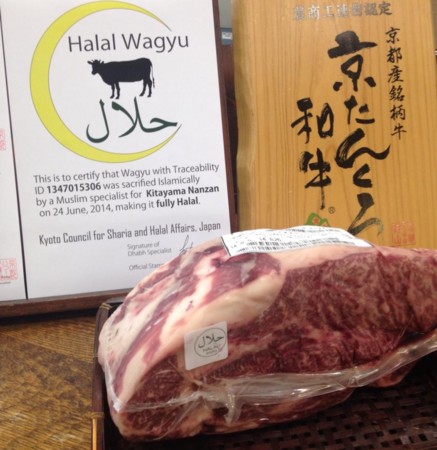 Halal Wagyu
حلال
This is to certify that Wagyu with Traceability
ID 1347015306 was sacrified Islamically
by a Muslim specialist for Kitayama Nanzan
on 24 June, 2014, making it fully Halal.
Kyoto Council for Sharia and Halal Affairs, Japan
Signature of
Dhabih Specialist
Official Stamp
京都産銘柄牛
京たんくろ
和牛
حلال